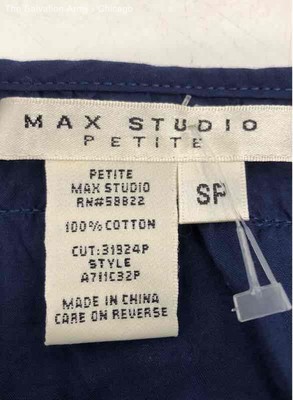 MAX STUDIO
PETITE
SP
PETITE
MAX STUDIO
RN#58822
100% COTTON
CUT: 31924P
STYLE
A711C32P
MADE IN CHINA
CARE ON REVERSE